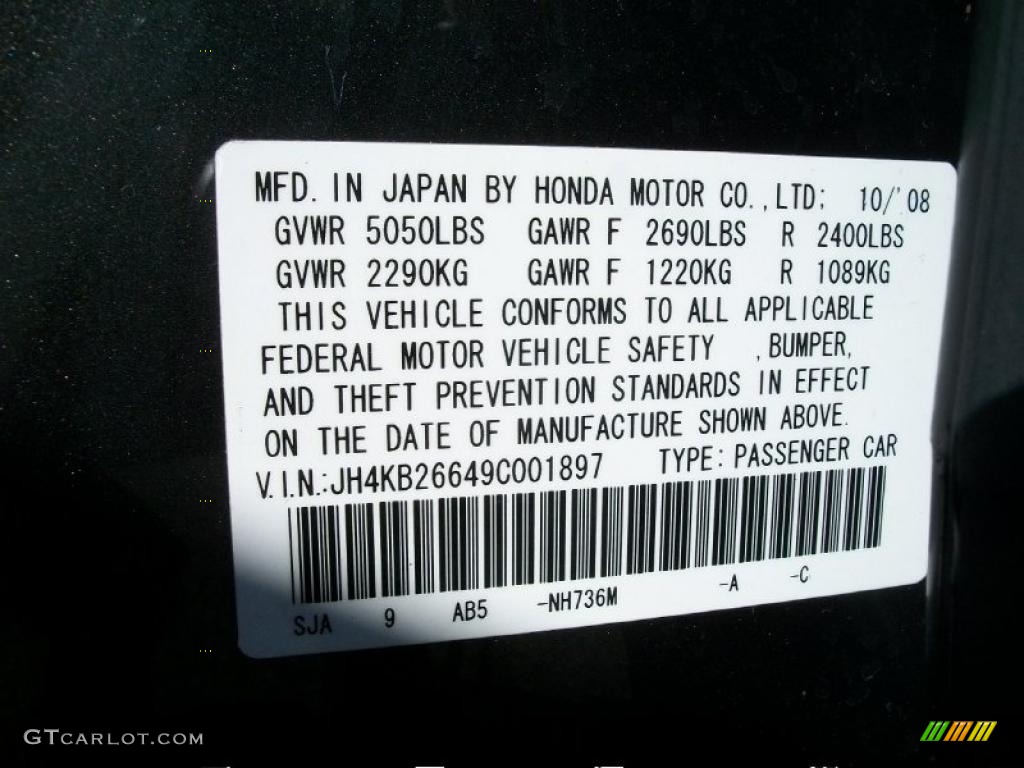 MFD. IN JAPAN BY HONDA MOTOR CO., LTD; 10/'08
GVWR 5050LBS GAWR F 2690LBS R 2400LBS
GVWR 2290KG GAWR F 1220KG R 1089KG
THIS VEHICLE CONFORMS TO ALL APPLICABLE
FEDERAL MOTOR VEHICLE SAFETY , BUMPER,
AND THEFT PREVENTION STANDARDS IN EFFECT
ON THE DATE OF MANUFACTURE SHOWN ABOVE.
V.I.N.:JH4KB26649C001897 TYPE: PASSENGER CAR
SJA 9 AB5 -NH736M -A -C
GTCARLOT.COM